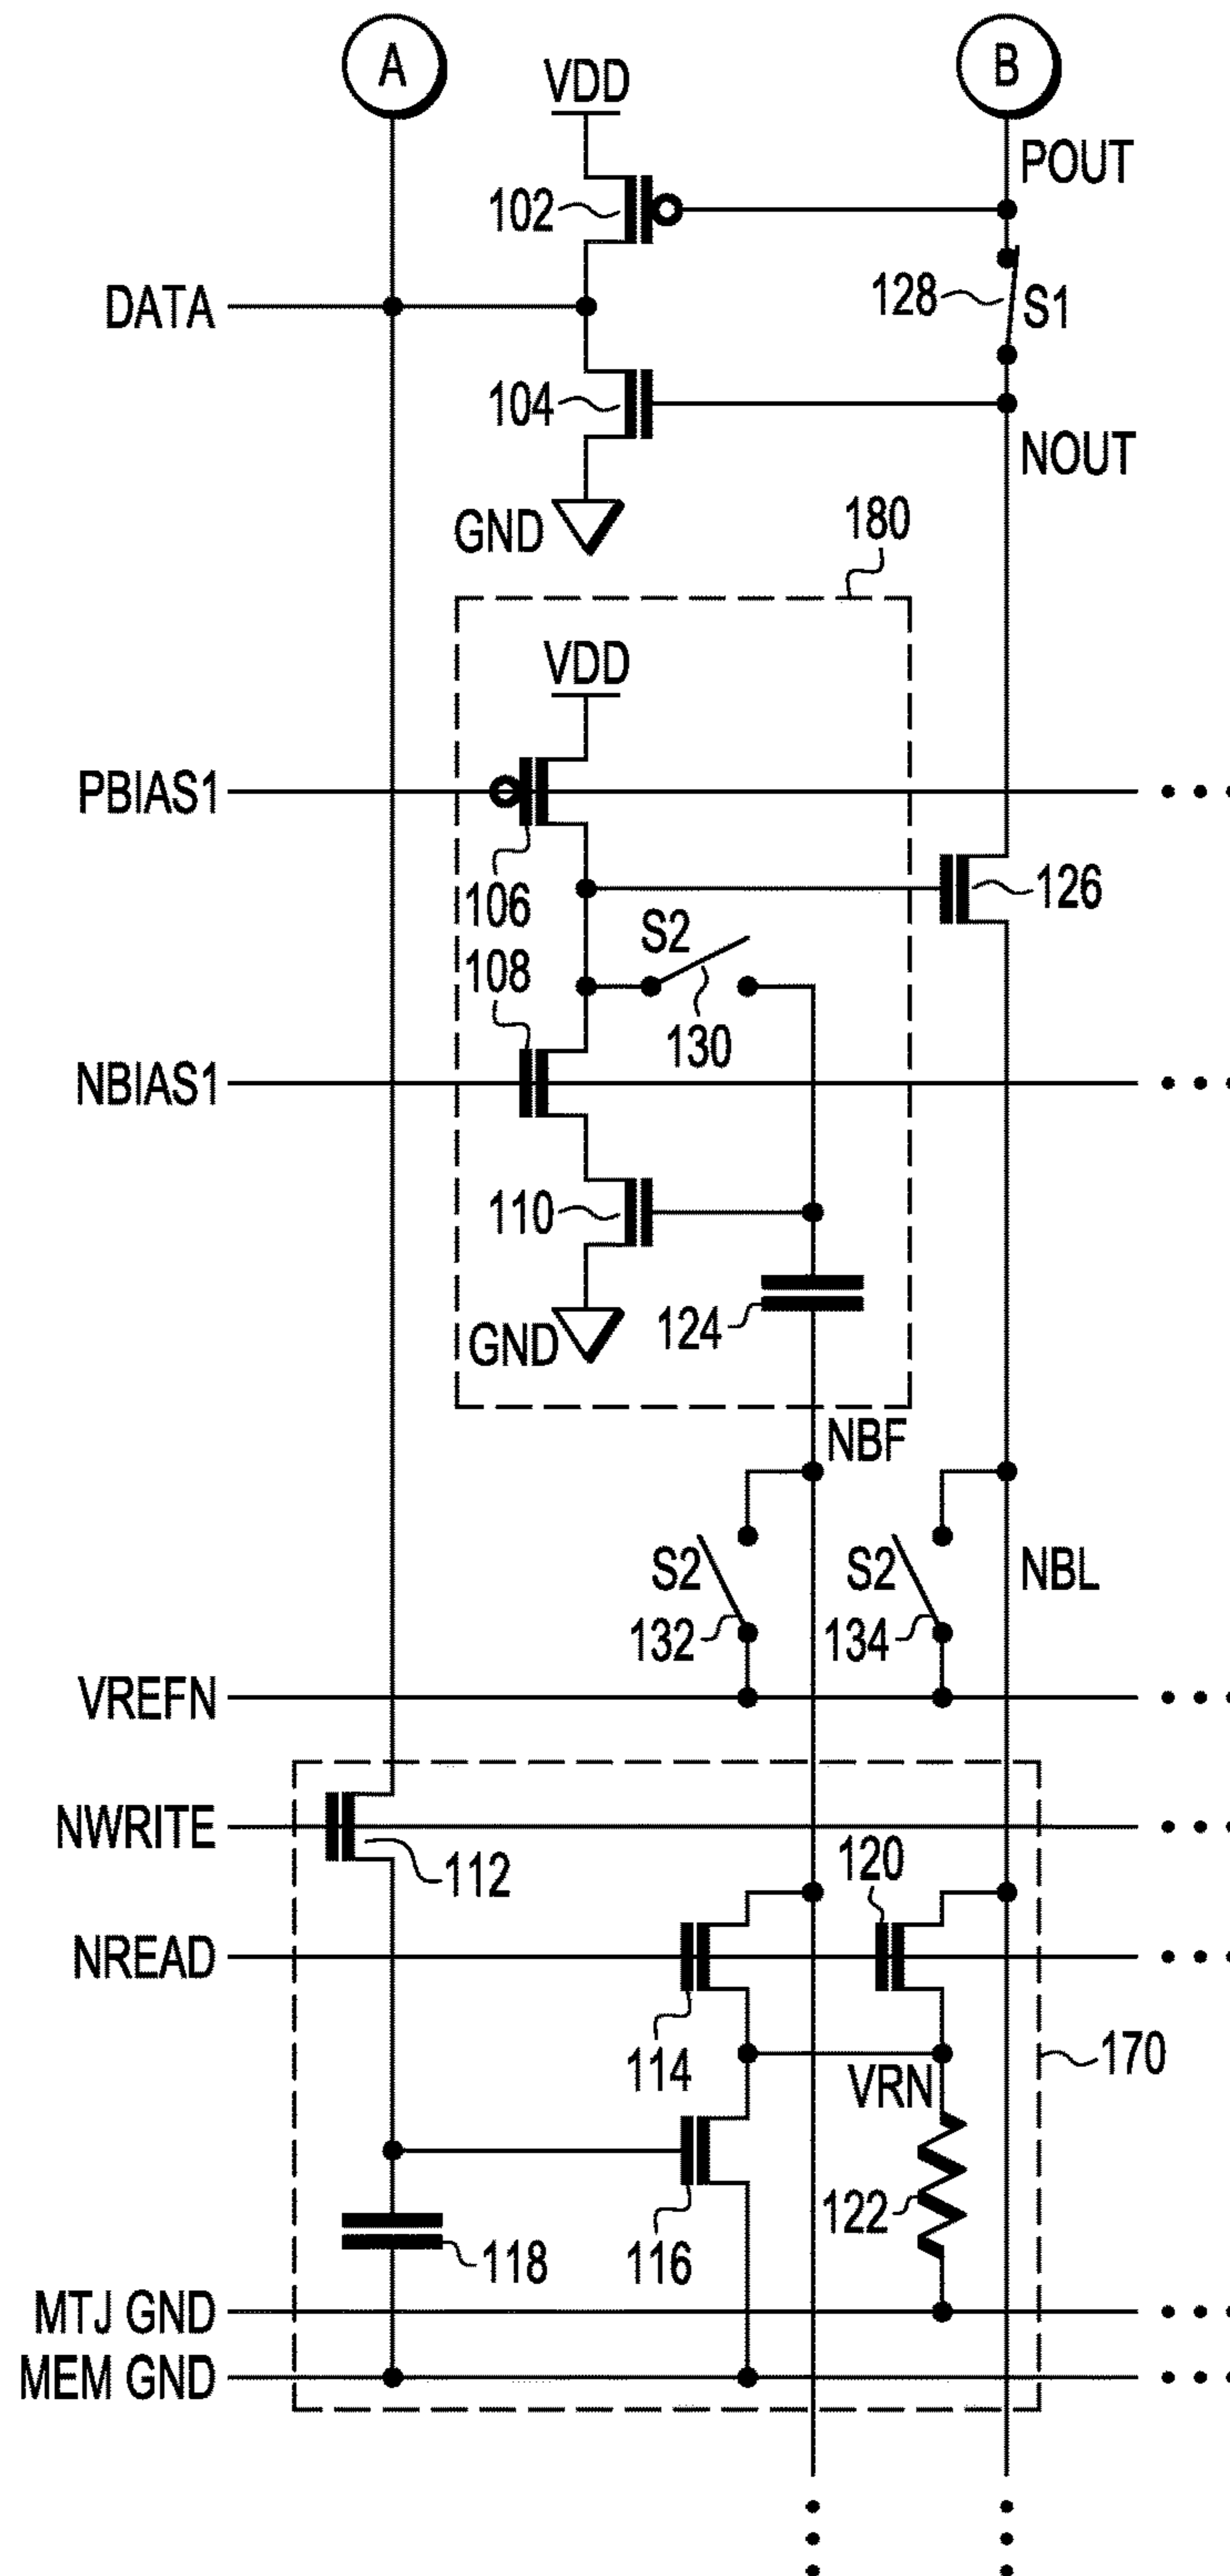 A
B
VDD
POUT
102
DATA
128
S1
104
NOUT
GND
180
VDD
PBIAS1
106
126
S2
108
130
NBIAS1
110
124
GND
NBF
S2
S2
NBL
132
134
VREFN
NWRITE
112
120
NREAD
114
VRN
170
122
118
116
MTJ GND
MEM GND